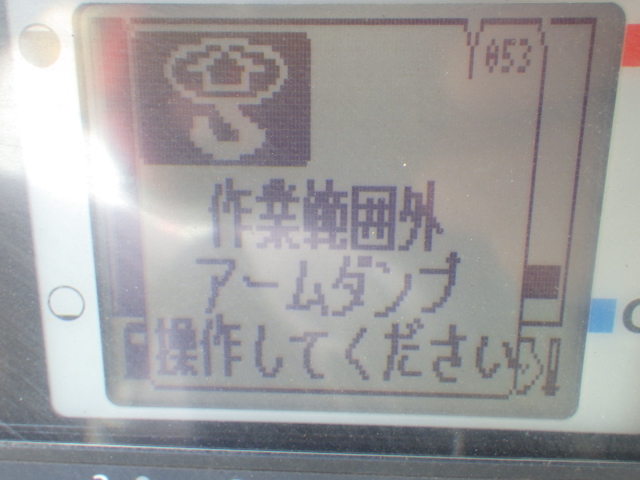 053
作業範囲外
アームダンプ
操作してください